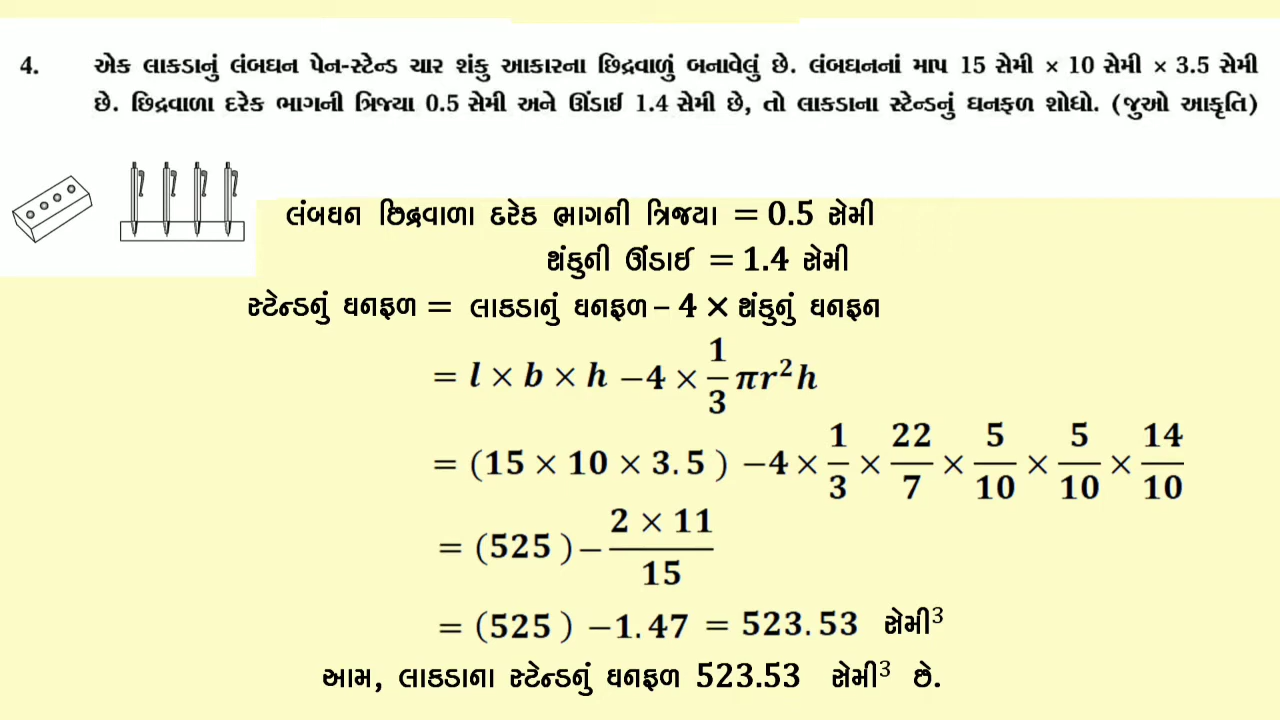 4. એક લાકડાનું લંબઘન પેન-સ્ટેન્ડ ચાર શંકુ આકારના છિદ્રવાળું બનાવેલું છે. લંબઘનનાં માપ 15 સેમી × 10 સેમી × 3.5 સેમી
છે. છિદ્રવાળા દરેક ભાગની ત્રિજ્યા 0.5 સેમી અને ઊંડાઈ 1.4 સેમી છે, તો લાકડાના સ્ટેન્ડનું ઘનફળ શોધો. (જુઓ આકૃતિ)
લંબઘન છિદ્રવાળા દરેક ભાગની ત્રિજ્યા = 0.5 સેમી
શંકુની ઊંડાઈ = 1.4 સેમી
સ્ટેન્ડનું ઘનફળ = લાકડાનું ઘનફળ – 4 × શંકુનું ઘનફન
= l × b × h −4 × 1/3 πr²h
= (15 × 10 × 3.5 ) −4 × 1/3 × 22/7 × 5/10 × 5/10 × 14/10
= (525 ) − 2 × 11/15
= (525 ) −1.47 = 523.53 સેમી³
આમ, લાકડાના સ્ટેન્ડનું ઘનફળ 523.53 સેમી³ છે.